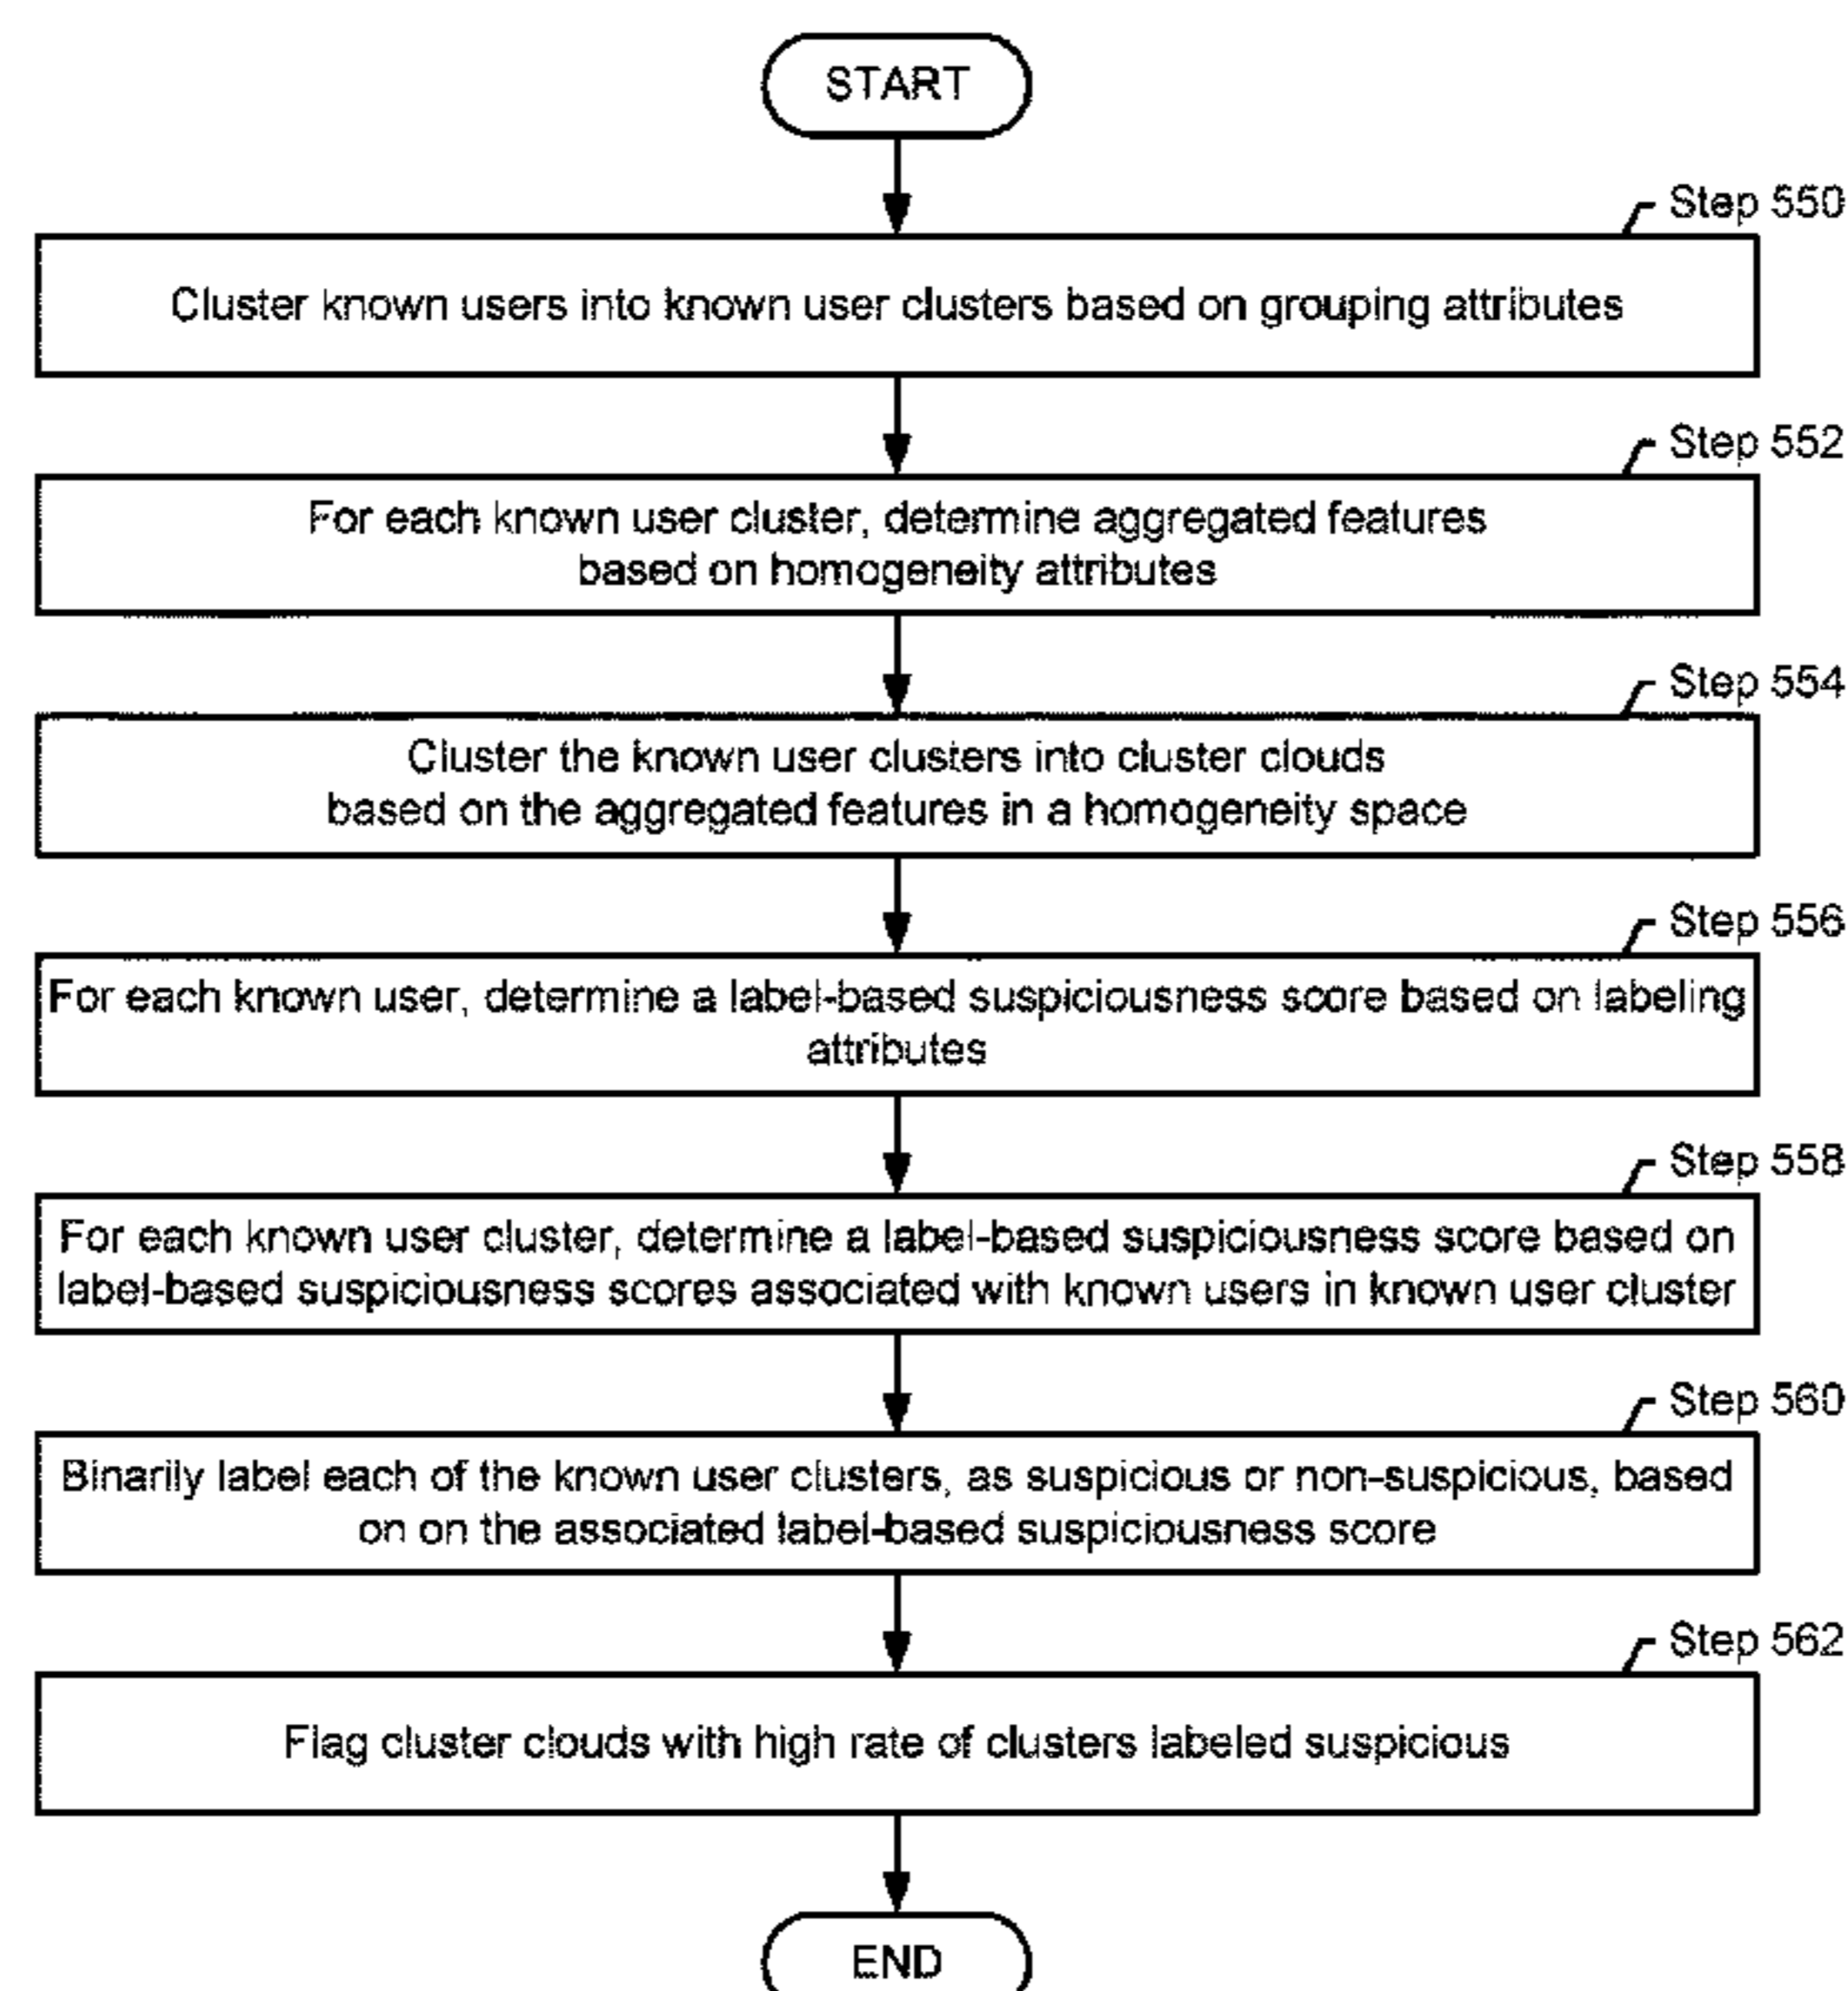 START
Step 550
Cluster known users into known user clusters based on grouping attributes
Step 552
For each known user cluster, determine aggregated features
based on homogeneity attributes
Step 554
Cluster the known user clusters into cluster clouds
based on the aggregated features in a homogeneity space
Step 556
For each known user, determine a label-based suspiciousness score based on labeling
attributes
Step 558
For each known user cluster, determine a label-based suspiciousness score based on
label-based suspiciousness scores associated with known users in known user cluster
Step 560
Binarily label each of the known user clusters, as suspicious or non-suspicious, based
on on the associated label-based suspiciousness score
Step 562
Flag cluster clouds with high rate of clusters labeled suspicious
END